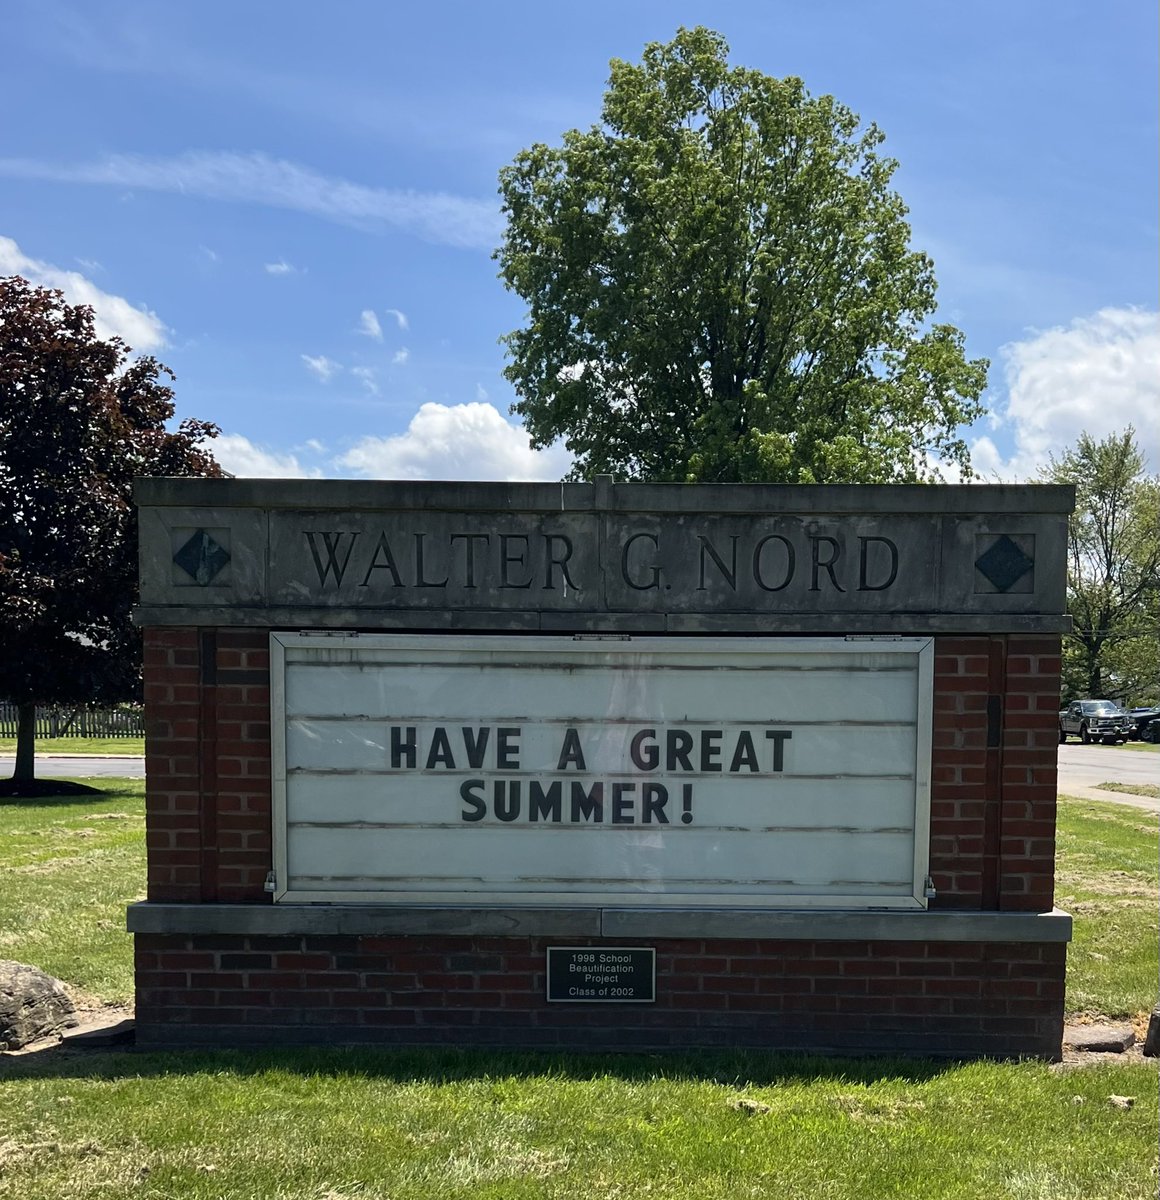 WALTER G. NORD
HAVE A GREAT
SUMMER!
1998 School
Beautification
Project
Class of 2002